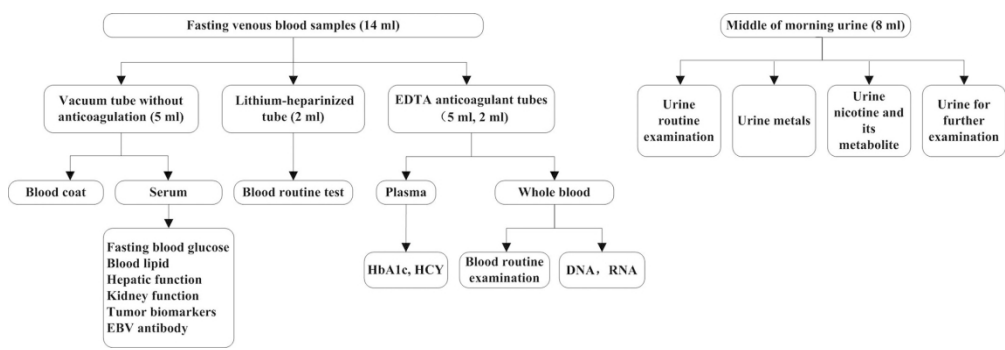 Fasting venous blood samples (14 ml)
Middle of morning urine (8 ml)
Vacuum tube without
anticoagulation (5 ml)
Lithium-heparinized
tube (2 ml)
EDTA anticoagulant tubes
（5 ml, 2 ml）
Urine
routine
examination
Urine metals
Urine
nicotine and
its
metabolite
Urine for
further
examination
Blood coat
Serum
Blood routine test
Plasma
Whole blood
Fasting blood glucose
Blood lipid
Hepatic function
Kidney function
Tumor biomarkers
EBV antibody
HbA1c, HCY
Blood routine
examination
DNA，RNA